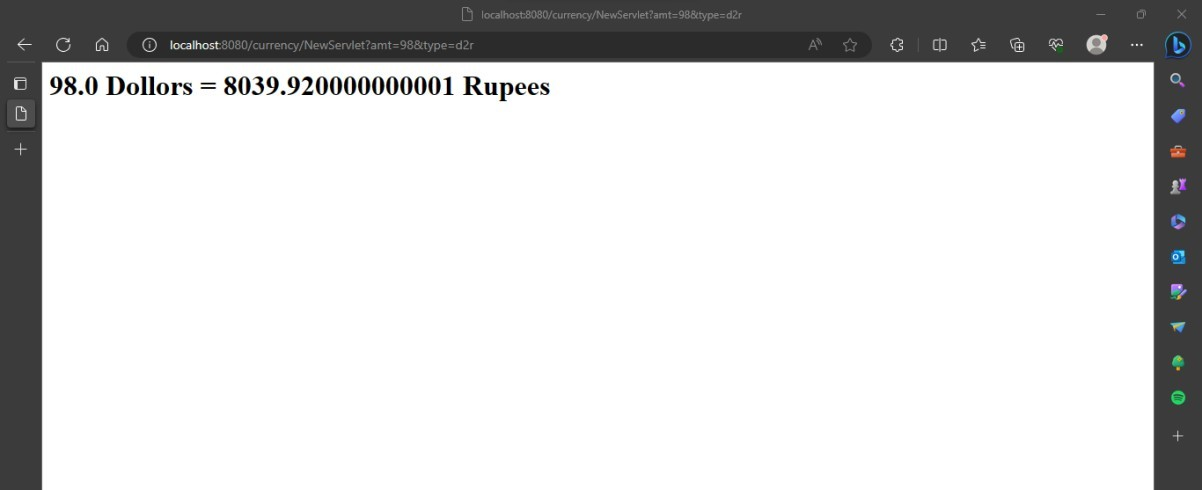 localhost:8080/currency/NewServlet?amt=98&type=d2r
localhost:8080/currency/NewServlet?amt=98&type=d2r
98.0 Dollors = 8039.920000000001 Rupees